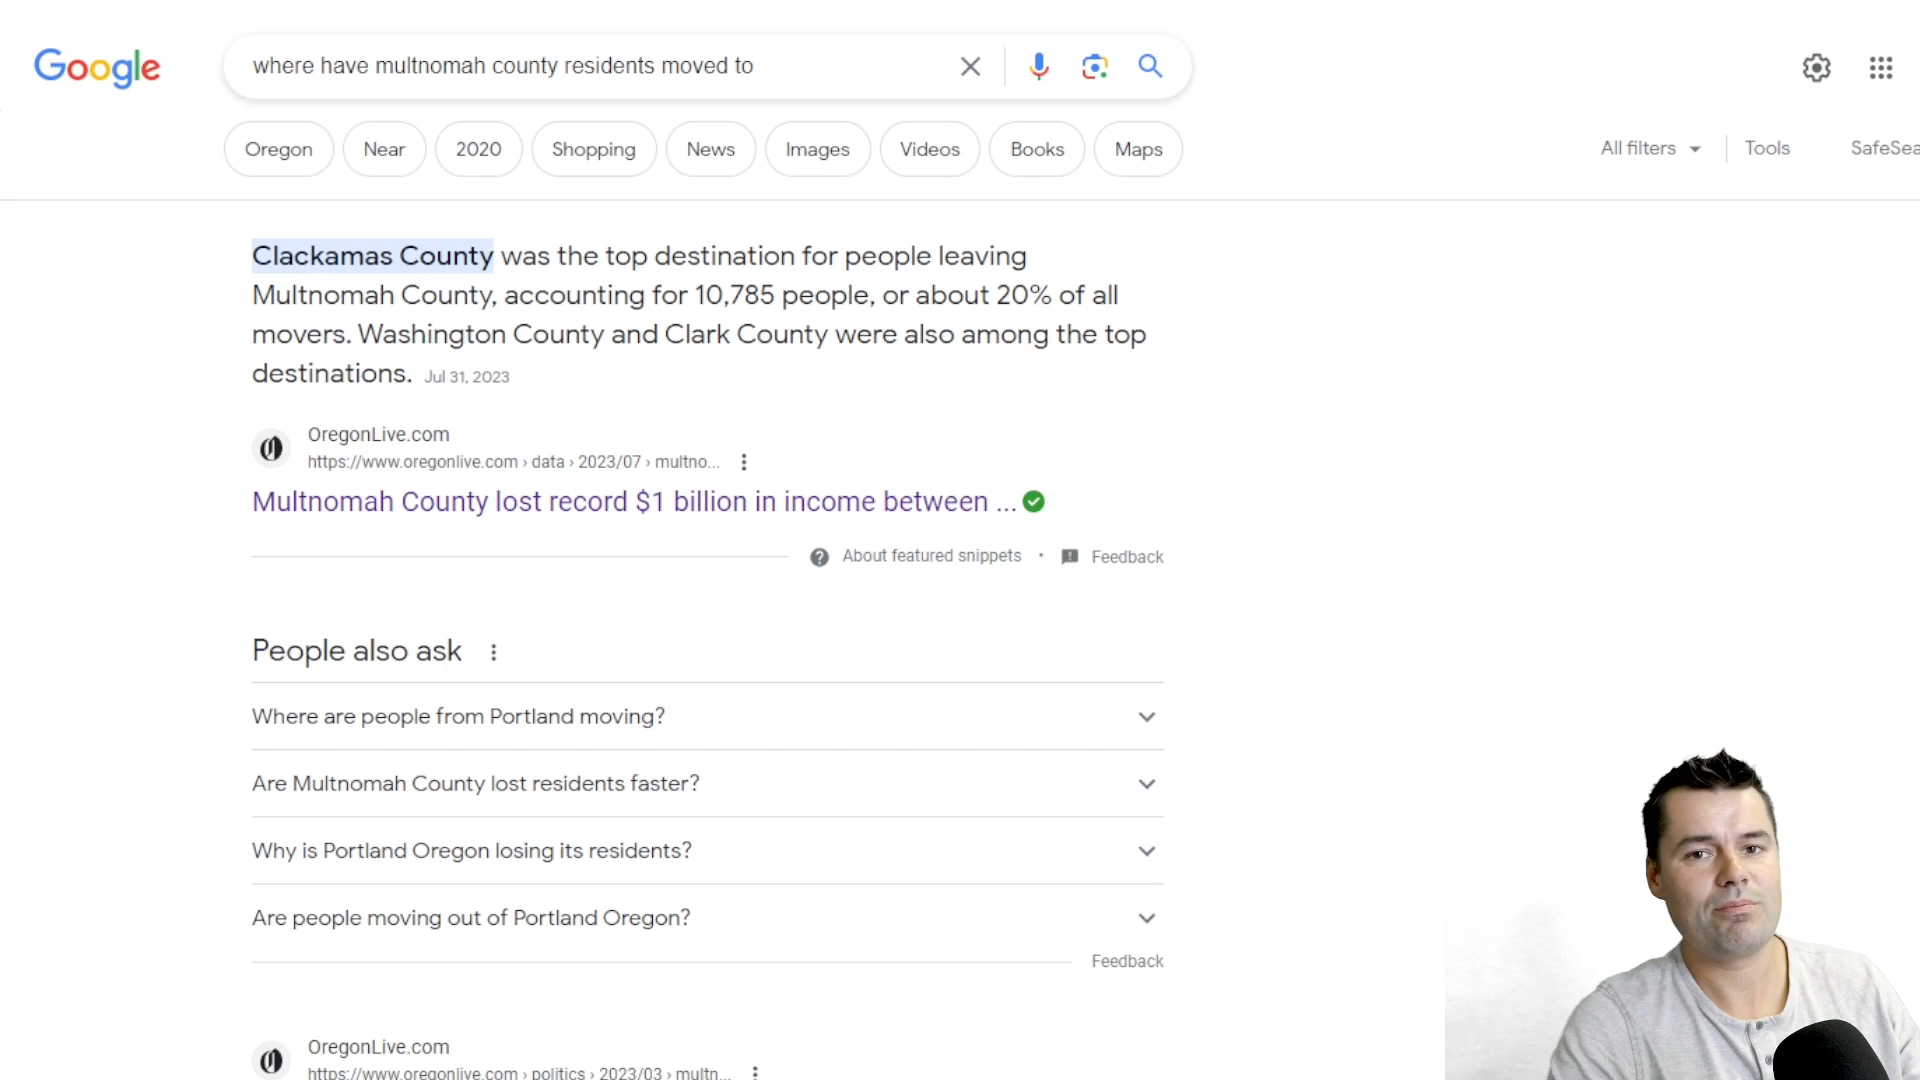 Google
where have multnomah county residents moved to
Oregon
Near
2020
Shopping
News
Images
Videos
Books
Maps
All filters
Tools
SafeSea
Clackamas County was the top destination for people leaving
Multnomah County, accounting for 10,785 people, or about 20% of all
movers. Washington County and Clark County were also among the top
destinations. Jul 31, 2023
OregonLive.com
https://www.oregonlive.com › data › 2023/07 › multno...
Multnomah County lost record $1 billion in income between ...
About featured snippets • Feedback
People also ask
Where are people from Portland moving?
Are Multnomah County lost residents faster?
Why is Portland Oregon losing its residents?
Are people moving out of Portland Oregon?
Feedback
OregonLive.com
https://www.oregonlive.com › politics › 2023/03 › multn...